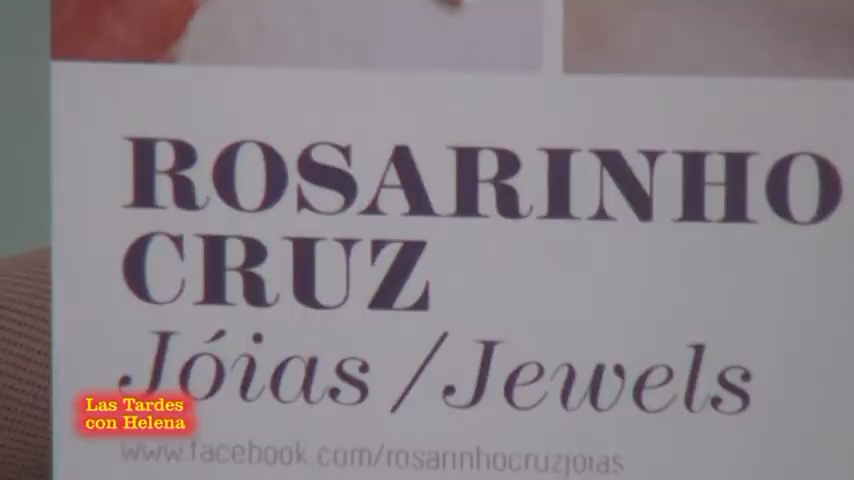 ROSARINHO
CRUZ
Jóias / Jewels
Las Tardes
con Helena
www.facebook.com/rosarinhocruzjoias